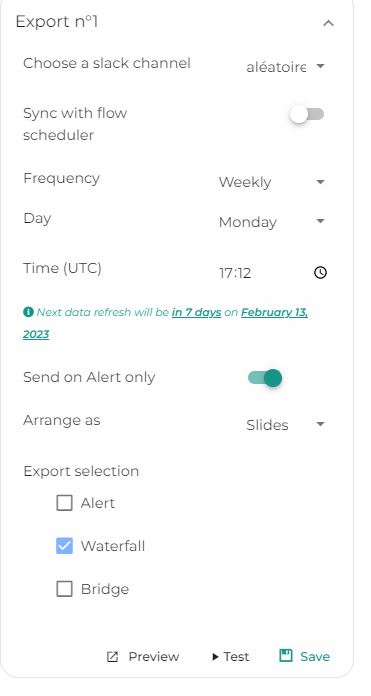 Export n°1
Choose a slack channel aléatoire
Sync with flow
scheduler
Frequency Weekly
Day Monday
Time (UTC) 17:12
Next data refresh will be in 7 days on February 13,
2023
Send on Alert only
Arrange as Slides
Export selection
Alert
Waterfall
Bridge
Preview Test Save